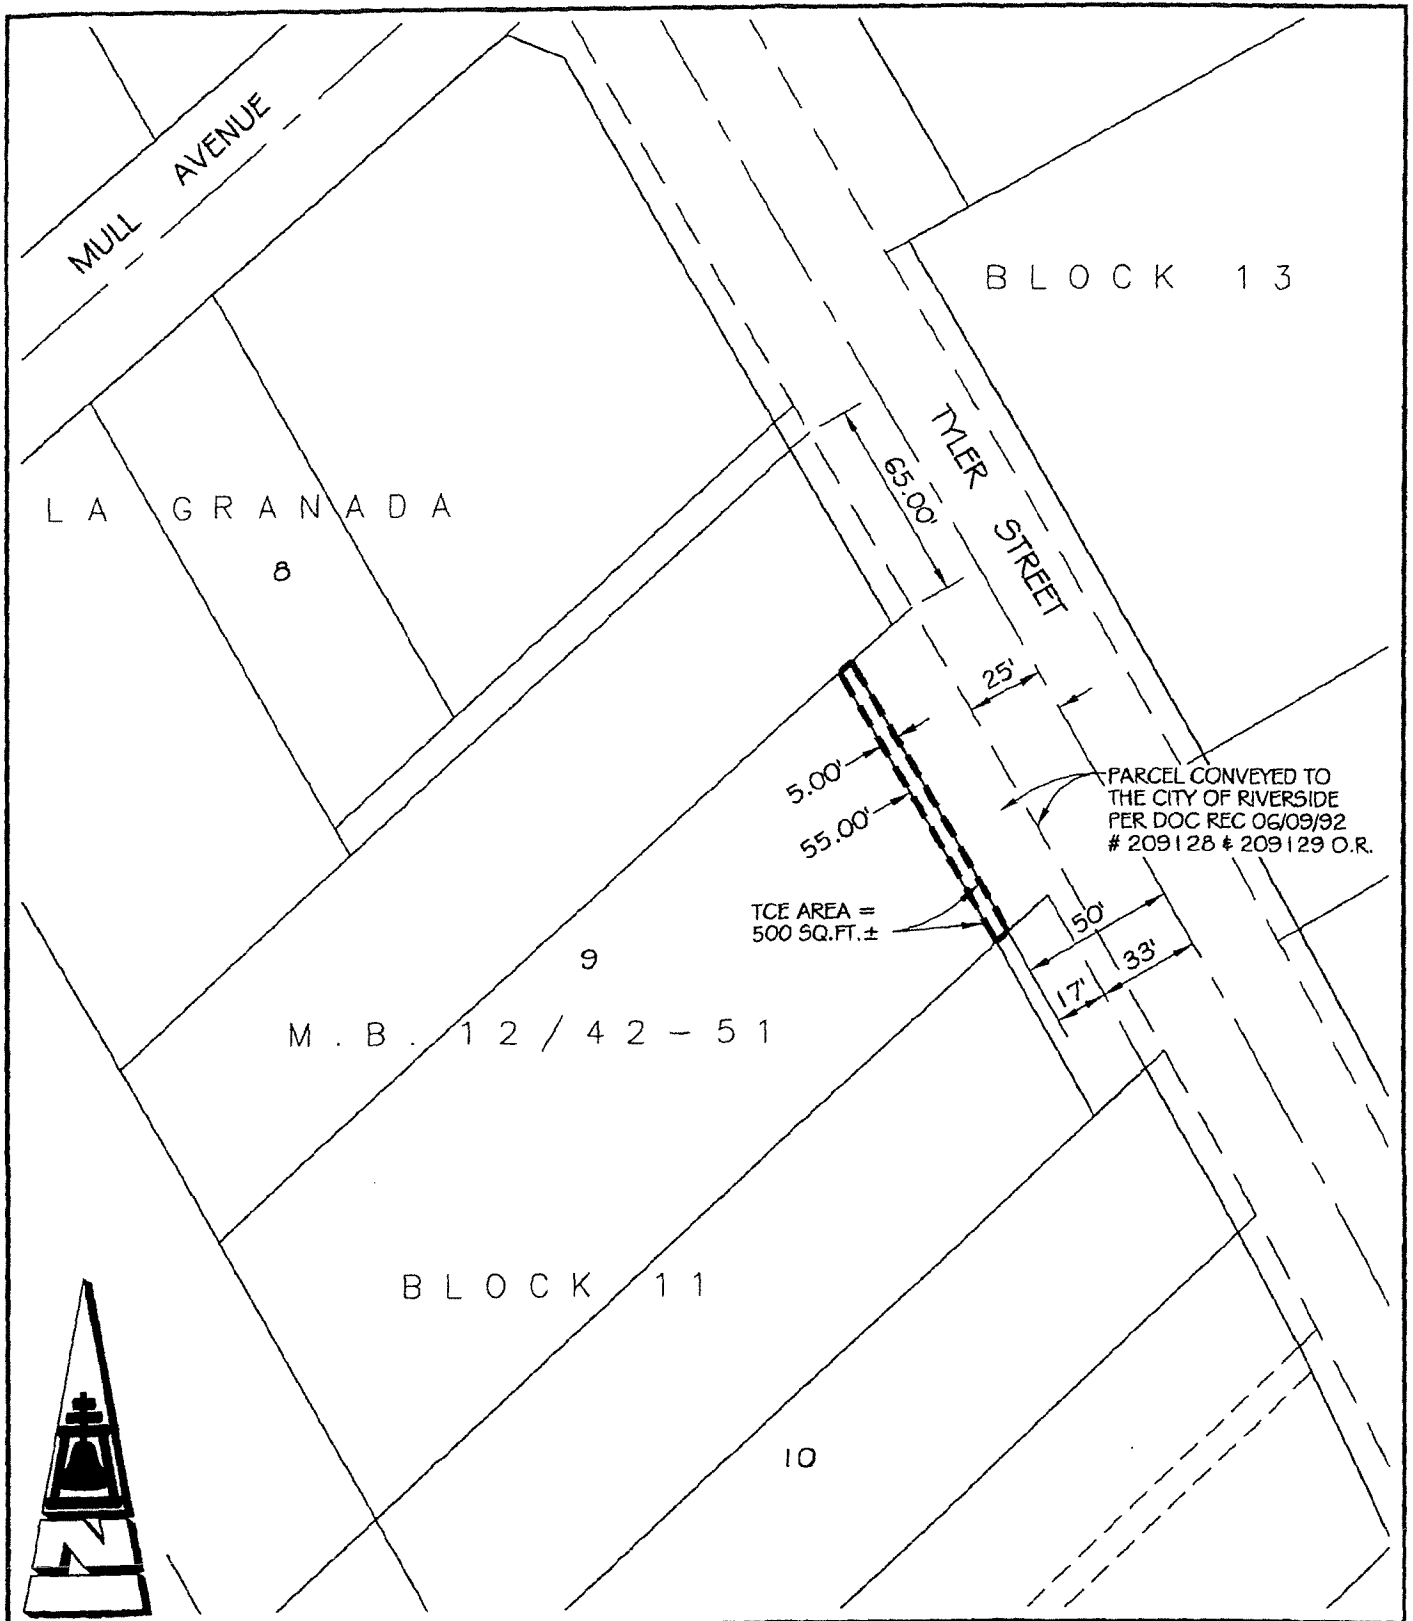 MULL AVENUE
BLOCK 13
TYLER STREET
65.00'
LA GRANADA
8
25'
5.00'
55.00'
PARCEL CONVEYED TO
THE CITY OF RIVERSIDE
PER DOC REC 06/09/92
# 209128 & 209129 O.R.
TCE AREA =
500 SQ.FT.±
50'
33'
17'
9
M.B. 12/42-51
BLOCK 11
10
N